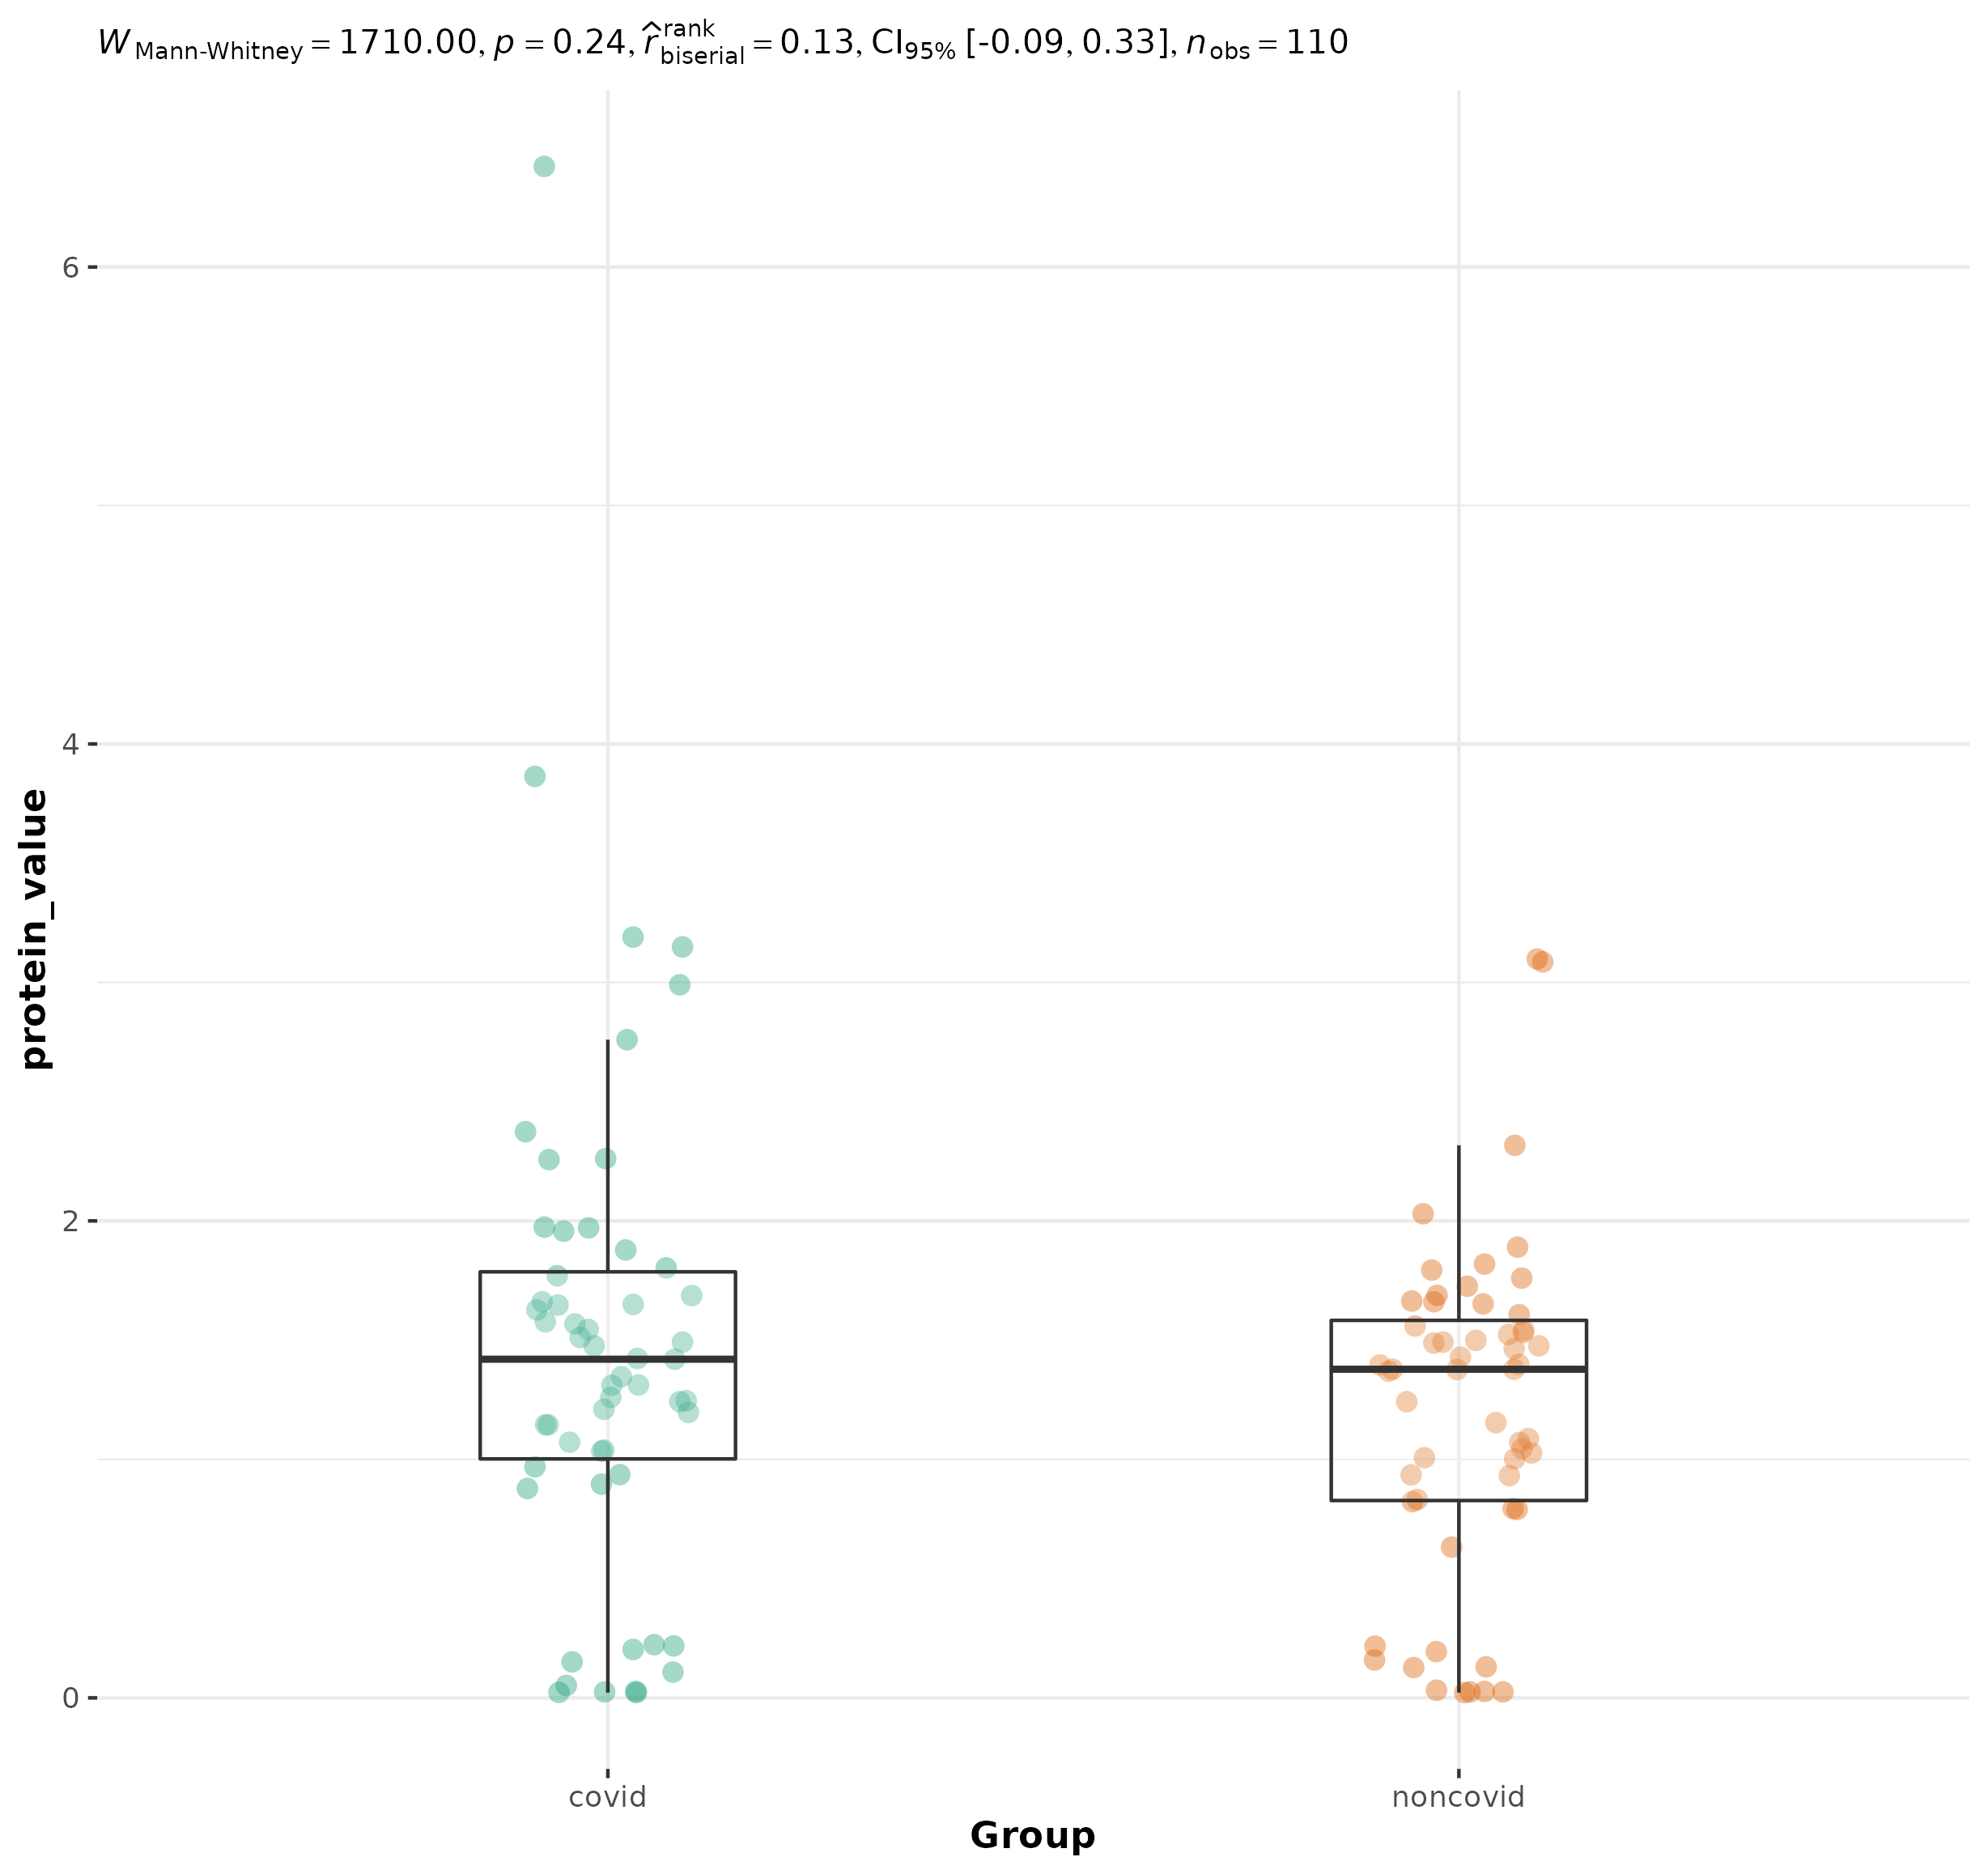 W Mann-Whitney = 1710.00, p = 0.24, r̂ rank biserial = 0.13, CI95% [-0.09, 0.33], nobs = 110
6
4
2
0
protein_value
covid noncovid
Group